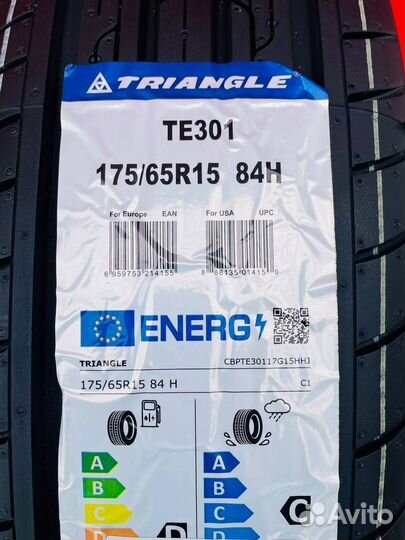 TRIANGLE
TE301
175/65R15 84H
For Europe EAN For USA UPC
6 959753 214155 8 88135 01415 0
ENERG
TRIANGLE CBPTE30117G15HHJ
175/65R15 84 H C1
A A
B B
C C C
D D
Avito